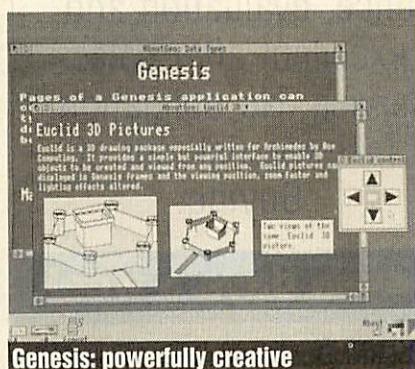 AboutGen: Data Types
Genesis
Pages of a Genesis application can
AboutGen: Euclid 3D
Euclid 3D Pictures
Euclid is a 3D drawing package especially written for Archimedes by Ace
Computing. It provides a simple but powerful interface to enable 3D
objects to be created and viewed from any position. Euclid pictures can
displayed in Genesis frames and the viewing position, zoom factor and
lighting effects altered.
Euclid control
Two views of the
same Euclid 3D
picture.
About
Genesis: powerfully creative